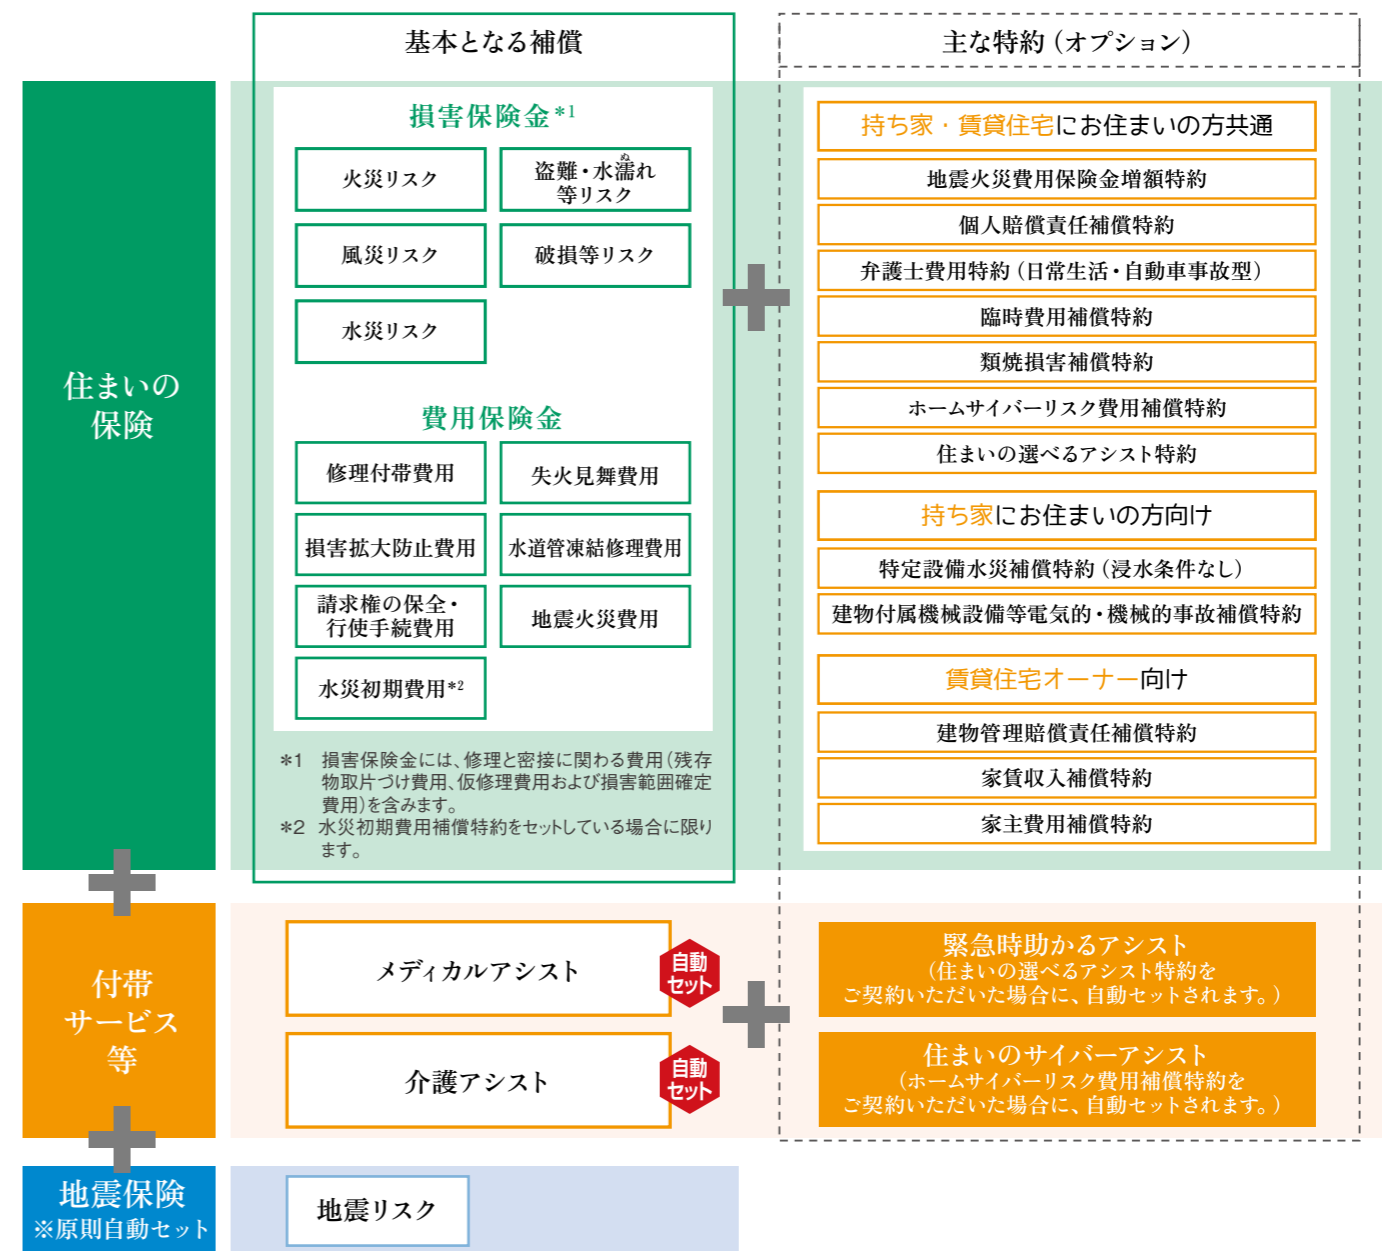 基本となる補償
主な特約（オプション）
住まいの
保険
損害保険金*1
火災リスク
盗難・水濡れ
ぬ
等リスク
風災リスク
破損等リスク
水災リスク
費用保険金
修理付帯費用
失火見舞費用
損害拡大防止費用
水道管凍結修理費用
請求権の保全・
行使手続費用
地震火災費用
水災初期費用*2
*1 損害保険金には、修理と密接に関わる費用（残存
物取片づけ費用、仮修理費用および損害範囲確定
費用）を含みます。
*2 水災初期費用補償特約をセットしている場合に限り
ます。
持ち家・賃貸住宅にお住まいの方共通
地震火災費用保険金増額特約
個人賠償責任補償特約
弁護士費用特約（日常生活・自動車事故型）
臨時費用補償特約
類焼損害補償特約
ホームサイバーリスク費用補償特約
住まいの選べるアシスト特約
持ち家にお住まいの方向け
特定設備水災補償特約（浸水条件なし）
建物付属機械設備等電気的・機械的事故補償特約
賃貸住宅オーナー向け
建物管理賠償責任補償特約
家賃収入補償特約
家主費用補償特約
付帯
サービス
等
メディカルアシスト
自動
セット
介護アシスト
自動
セット
緊急時助かるアシスト
（住まいの選べるアシスト特約を
ご契約いただいた場合に、自動セットされます。）
住まいのサイバーアシスト
（ホームサイバーリスク費用補償特約を
ご契約いただいた場合に、自動セットされます。）
地震保険
※原則自動セット
地震リスク